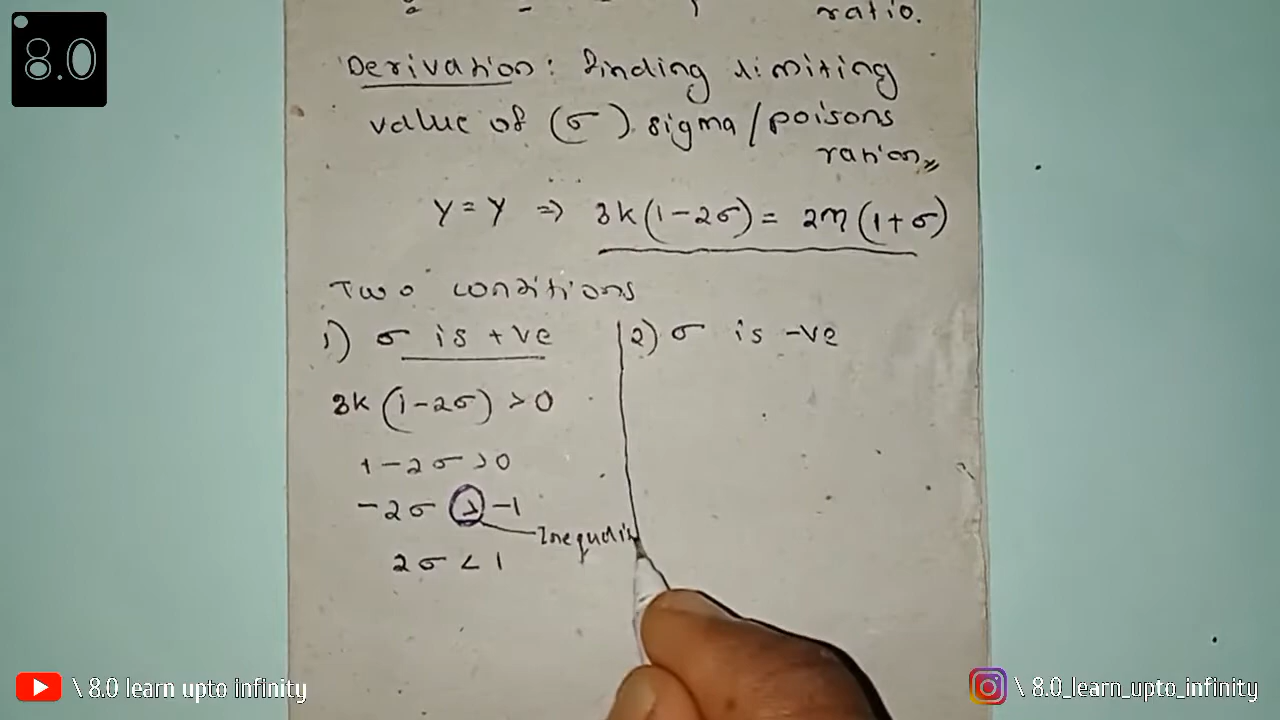 8.0
ratio.
Derivation: finding limiting
value of (σ) sigma/poisons
ration
Y = Y ⇒ 3k(1-2σ) = 2η(1+σ)
Two conditions
1) σ is +ve
3k(1-2σ) > 0
1-2σ > 0
-2σ > -1
Inequali
2σ < 1
2) σ is -ve
\ 8.0 learn upto infinity
\ 8.0_learn_upto_infinity